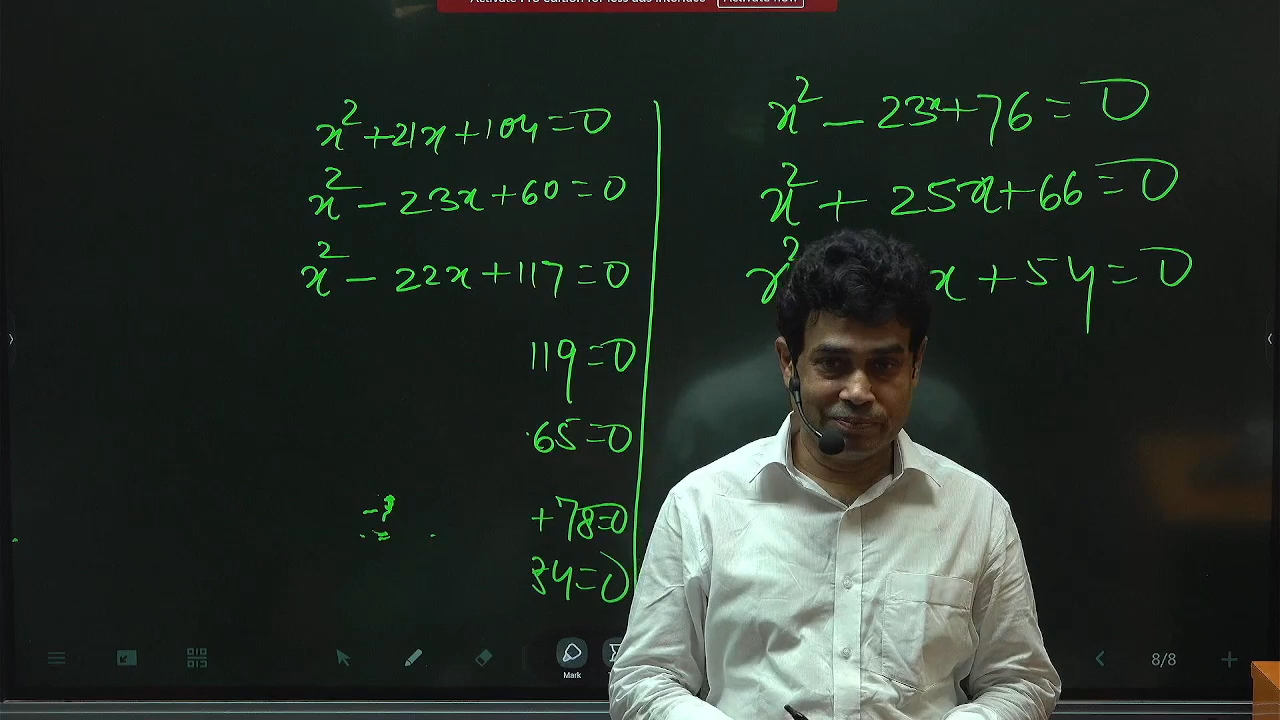 x² + 21x + 104 = 0
x² - 23x + 60 = 0
x² - 22x + 117 = 0
119 = 0
65 = 0
+ 78 = 0
34 = 0
x² - 23x + 76 = 0
x² + 25x + 66 = 0
x² x + 54 = 0
Mark
8/8